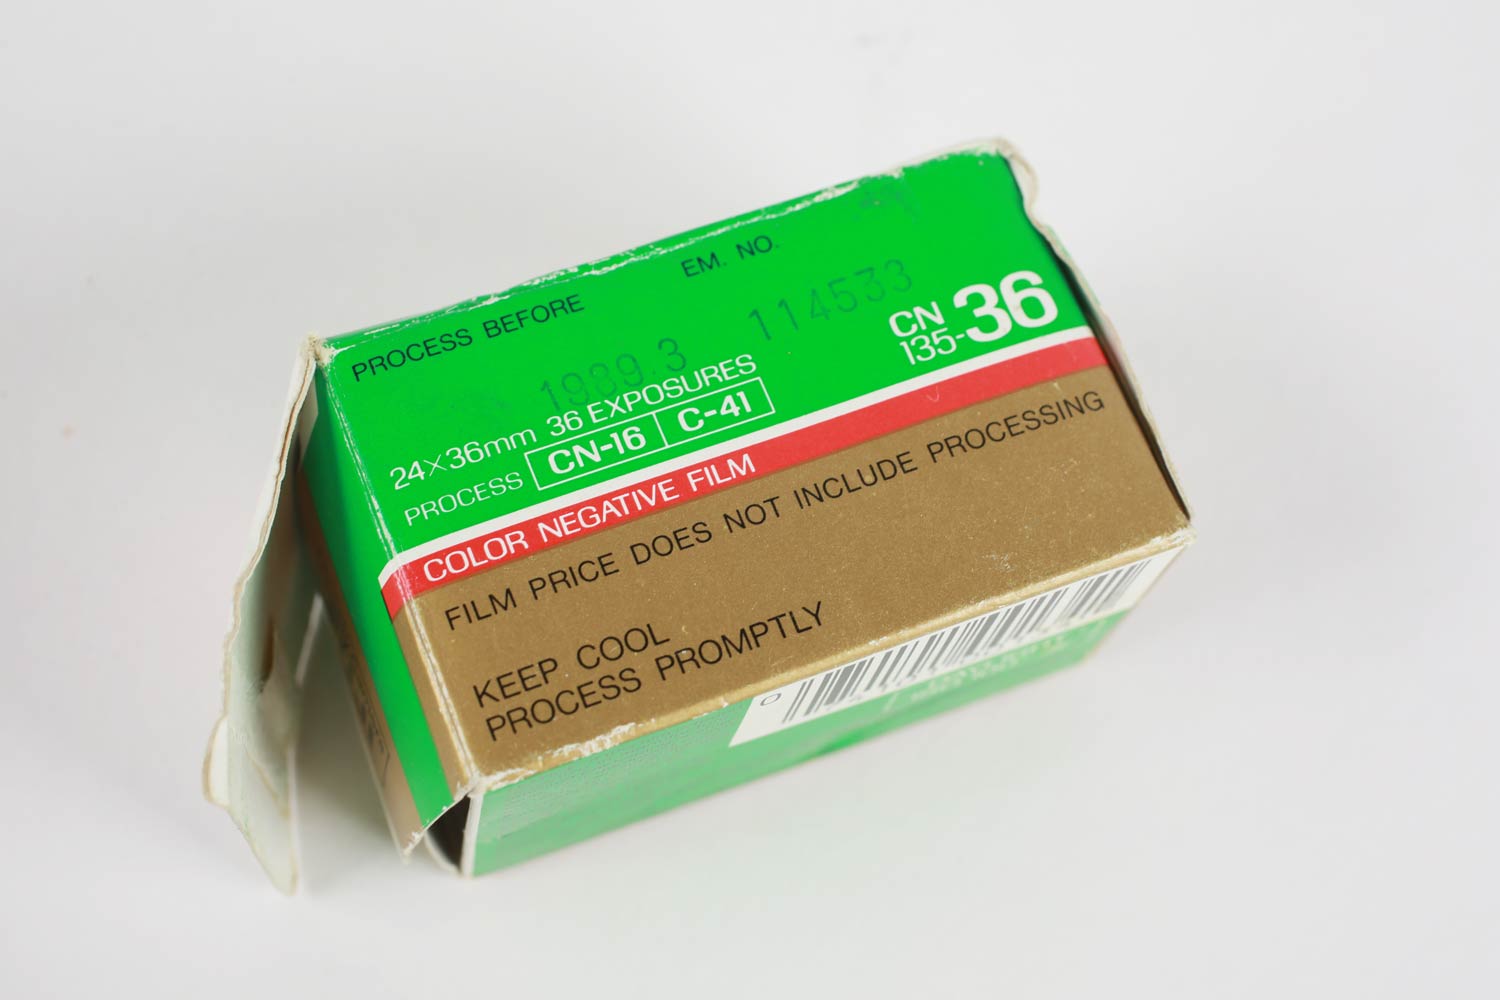 PROCESS BEFORE
EM. NO.
1989.3
114533
24×36mm 36 EXPOSURES
PROCESS CN-16 C-41
CN
135-36
COLOR NEGATIVE FILM
FILM PRICE DOES NOT INCLUDE PROCESSING
KEEP COOL
PROCESS PROMPTLY
0